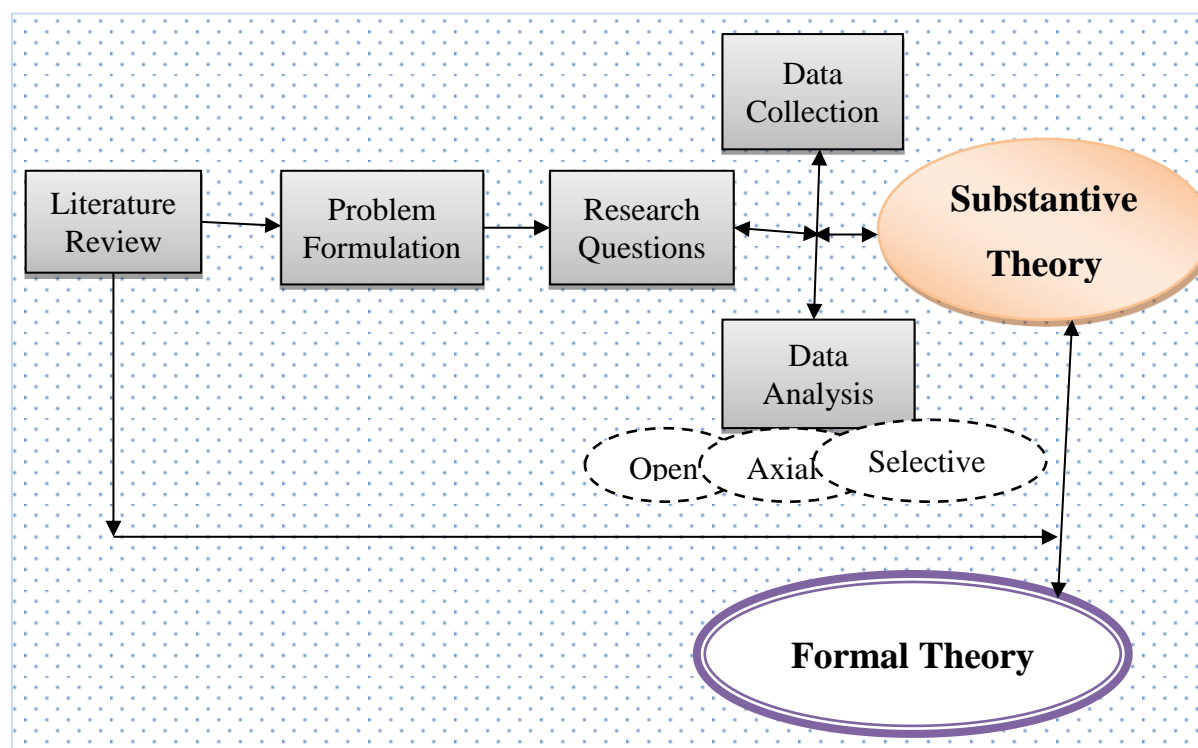 Data
Collection
Literature
Review
Problem
Formulation
Research
Questions
Substantive
Theory
Data
Analysis
Open
Axial
Selective
Formal Theory